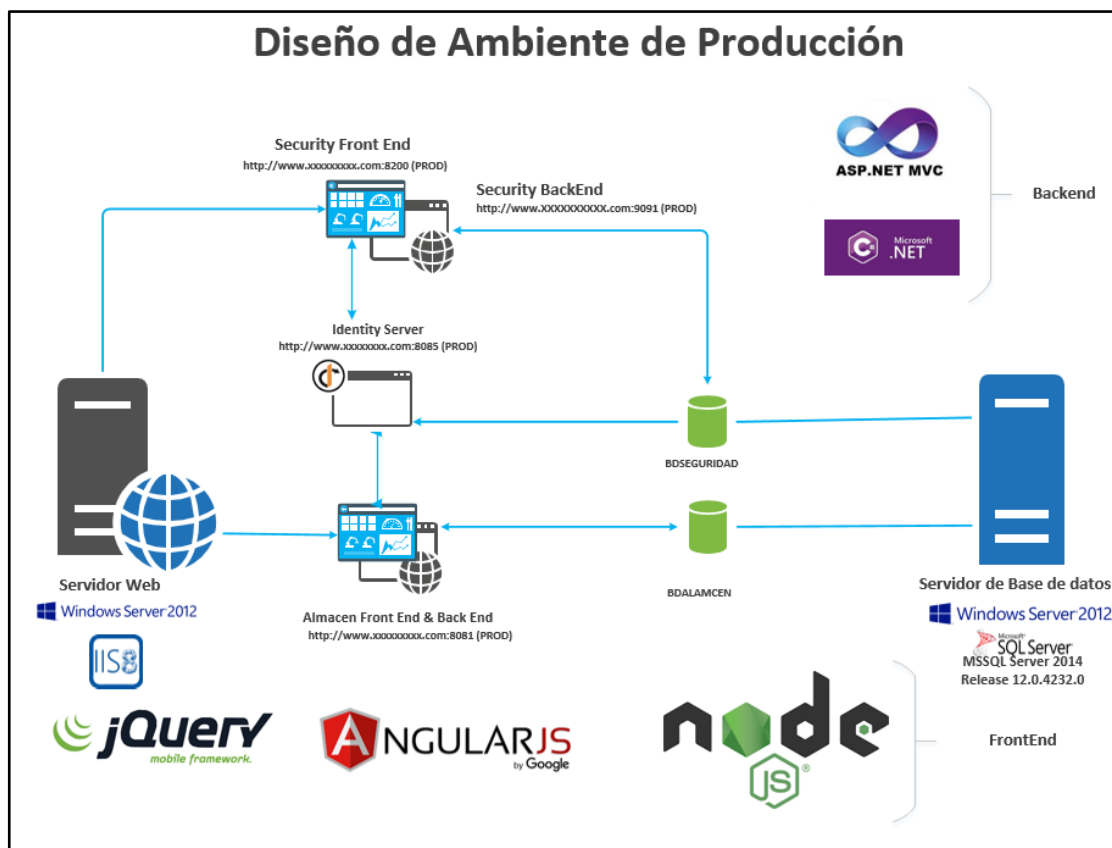 Diseño de Ambiente de Producción
Security Front End
http://www.xxxxxxxxx.com:8200 (PROD)
Security BackEnd
http://www.XXXXXXXXXX.com:9091 (PROD)
ASP.NET MVC
Backend
C#
Microsoft
.NET
Identity Server
http://www.xxxxxxxx.com:8085 (PROD)
BDSEGURIDAD
BDALAMCEN
Servidor Web
Windows Server 2012
IIS8
Almacen Front End & Back End
http://www.xxxxxxxxx.com:8081 (PROD)
Servidor de Base de datos
Windows Server 2012
Microsoft
SQL Server
MSSQL Server 2014
Release 12.0.4232.0
jQuery
mobile framework.
ANGULARJS
by Google
node
JS
FrontEnd